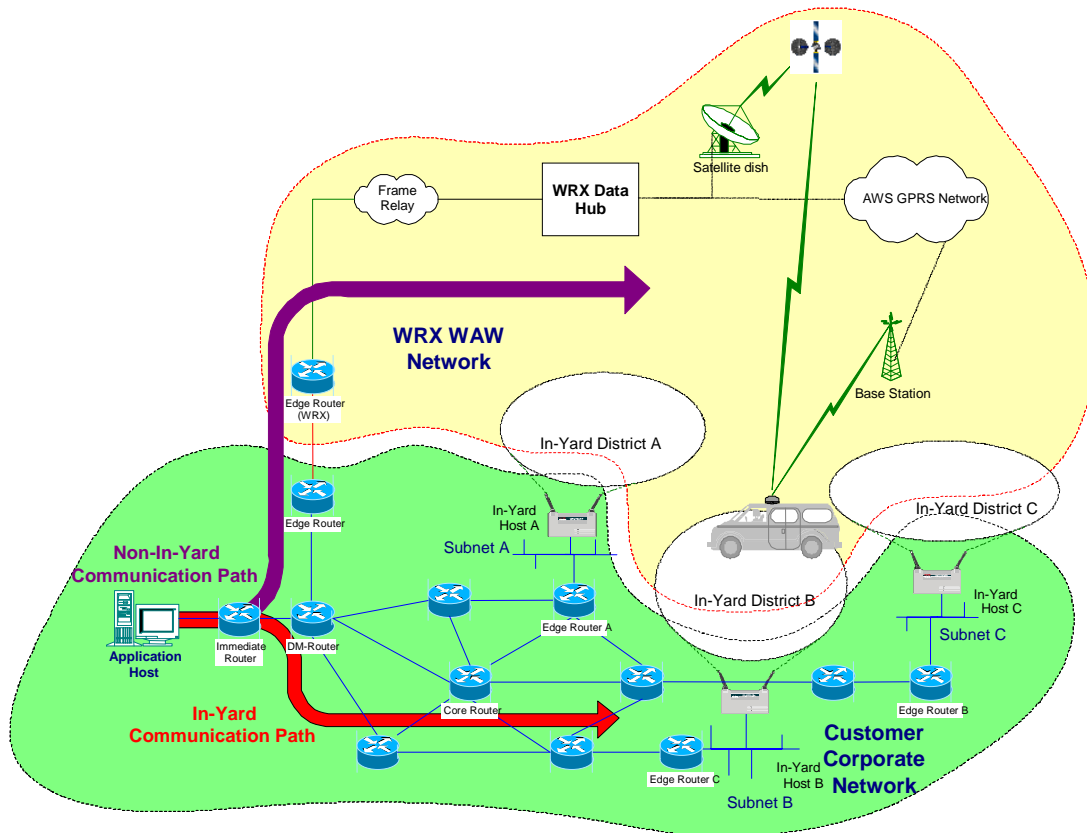 Satellite dish
Frame
Relay
WRX Data
Hub
AWS GPRS Network
WRX WAW
Network
Base Station
Edge Router
(WRX)
In-Yard District A
In-Yard District C
Edge Router
In-Yard
Host A
Subnet A
Non-In-Yard
Communication Path
In-Yard District B
In-Yard
Host C
Subnet C
Edge Router A
Immediate
Router
DM-Router
Application
Host
Core Router
Edge Router B
In-Yard
Communication Path
Customer
Corporate
Network
Edge Router C
In-Yard
Host B
Subnet B